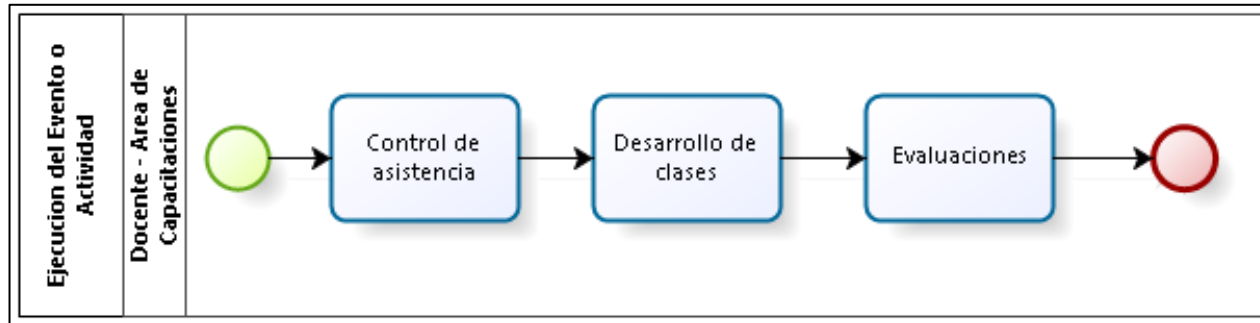 Ejecucion del Evento o
Actividad
Docente - Area de
Capacitaciones
Control de
asistencia
Desarrollo de
clases
Evaluaciones